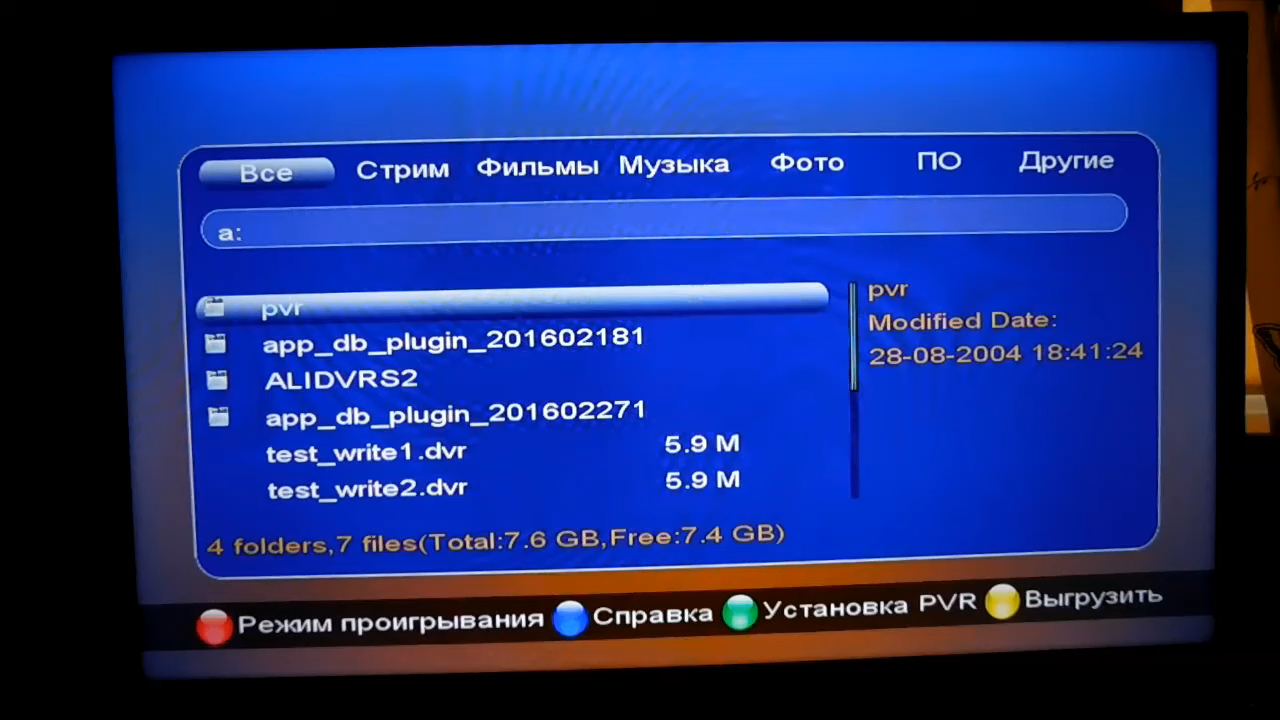 Все Стрим Фильмы Музыка Фото ПО Другие
a:
pvr
app_db_plugin_201602181
ALIDVRS2
app_db_plugin_201602271
test_write1.dvr 5.9 M
test_write2.dvr 5.9 M
pvr
Modified Date:
28-08-2004 18:41:24
4 folders,7 files(Total:7.6 GB,Free:7.4 GB)
Режим проигрывания Справка Установка PVR Выгрузить